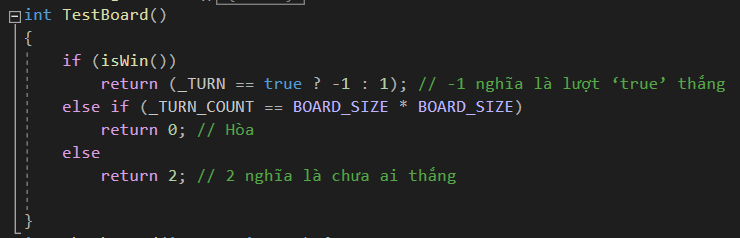 int TestBoard()
{
if (isWin())
return (_TURN == true ? -1 : 1); // -1 nghĩa là lượt ‘true’ thắng
else if (_TURN_COUNT == BOARD_SIZE * BOARD_SIZE)
return 0; // Hòa
else
return 2; // 2 nghĩa là chưa ai thắng
}